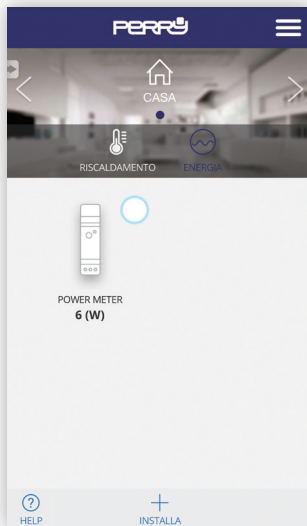 PERRY
CASA
RISCALDAMENTO ENERGIA
POWER METER
6 (W)
?
HELP INSTALLA